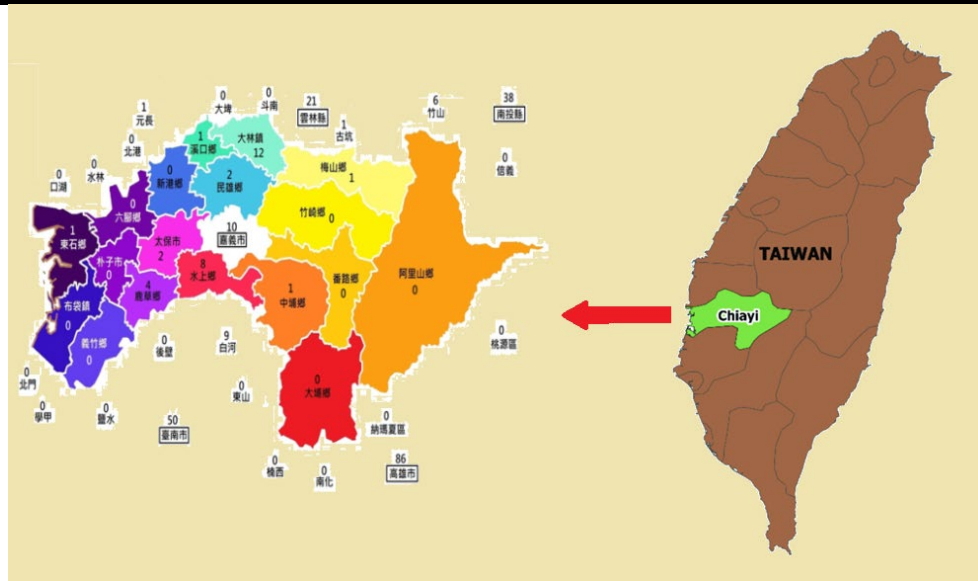 0
大埤
0
斗南
21
雲林縣
6
竹山
38
南投縣
1
元長
1
古坑
0
北港
1
溪口鄉
大林鎮
12
0
信義
0
水林
0
口湖
0
新港鄉
2
民雄鄉
梅山鄉
1
0
六腳鄉
竹崎鄉
0
1
東石鄉
太保市
2
10
嘉義市
朴子市
0
8
水上鄉
番路鄉
0
阿里山鄉
0
4
鹿草鄉
1
中埔鄉
布袋鎮
0
義竹鄉
0
0
後壁
9
白河
0
桃源區
0
北門
0
學甲
0
鹽水
0
東山
0
大埔鄉
50
臺南市
0
納瑪夏區
0
楠西
0
南化
86
高雄市
TAIWAN
Chiayi